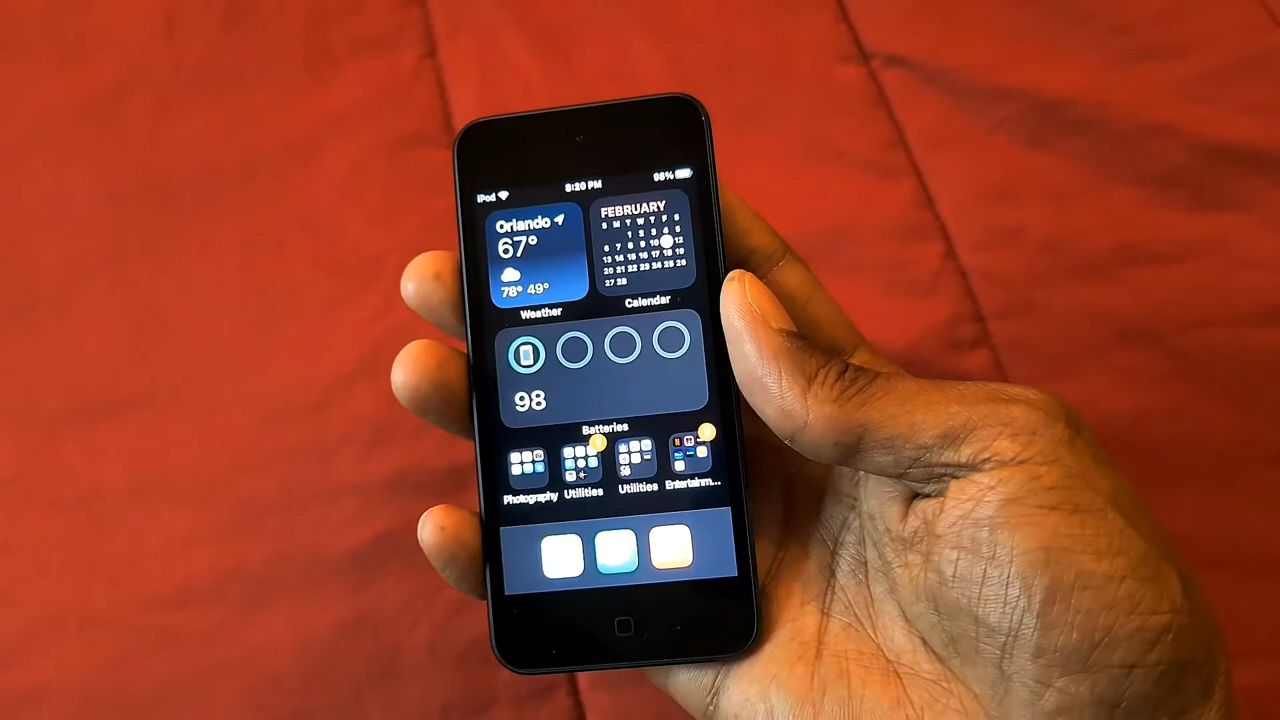 iPod 8:20 PM 98%
Orlando
67°
78° 49°
Weather
FEBRUARY
S M T W T F S
1 2 3 4 5
6 7 8 9 10 11 12
13 14 15 16 17 18 19
20 21 22 23 24 25 26
27 28
Calendar
98
Batteries
Photography Utilities Utilities Entertainm...